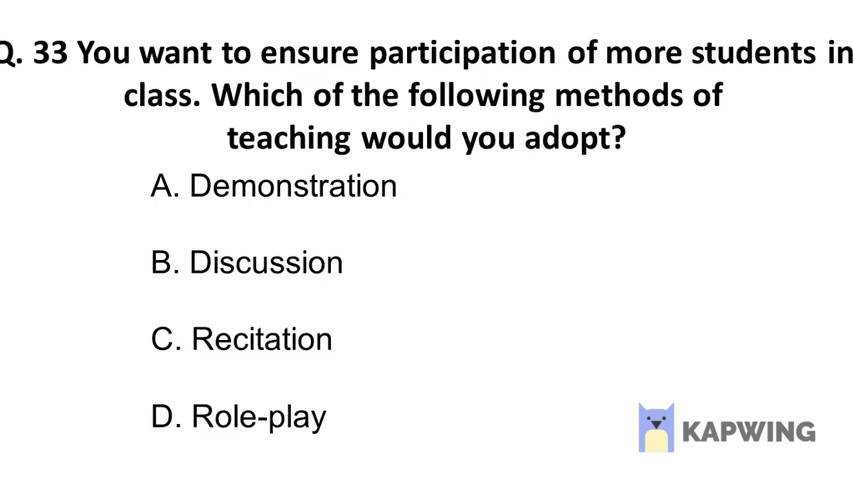 Q. 33 You want to ensure participation of more students in
class. Which of the following methods of
teaching would you adopt?
A. Demonstration
B. Discussion
C. Recitation
D. Role-play
KAPWING